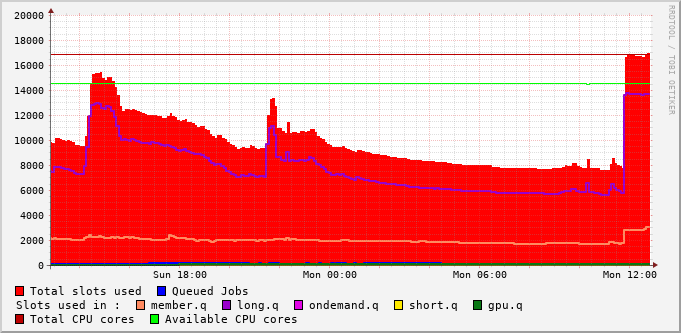 20000
18000
16000
14000
12000
10000
8000
6000
4000
2000
0
Sun 18:00 Mon 00:00 Mon 06:00 Mon 12:00
RRDTOOL / TOBI OETIKER
Total slots used Queued Jobs
Slots used in : member.q long.q ondemand.q short.q gpu.q
Total CPU cores Available CPU cores